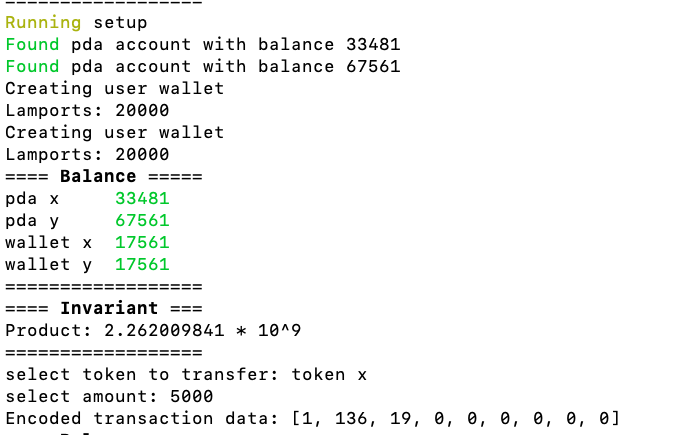 ==================
Running setup
Found pda account with balance 33481
Found pda account with balance 67561
Creating user wallet
Lamports: 20000
Creating user wallet
Lamports: 20000
==== Balance =====
pda x     33481
pda y     67561
wallet x  17561
wallet y  17561
==================
==== Invariant ===
Product: 2.262009841 * 10^9
==================
select token to transfer: token x
select amount: 5000
Encoded transaction data: [1, 136, 19, 0, 0, 0, 0, 0, 0]